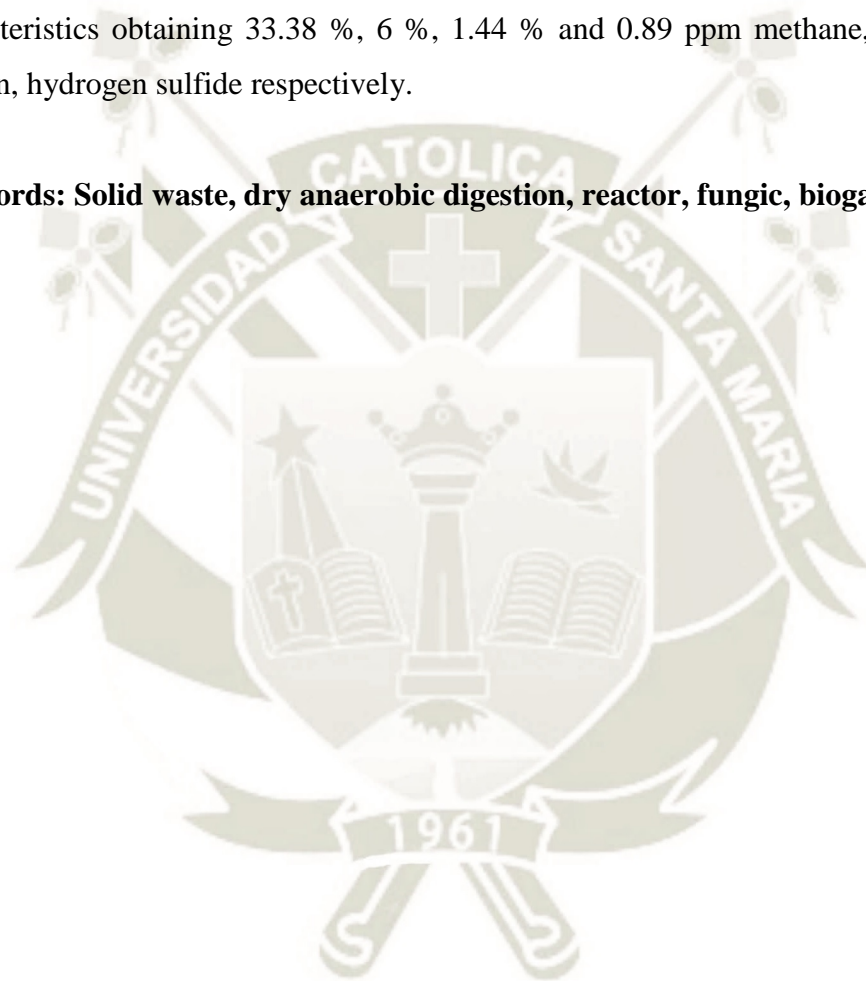 teristics obtaining 33.38 %, 6 %, 1.44 % and 0.89 ppm methane,
n, hydrogen sulfide respectively.
CATOLICA
ords: Solid waste, dry anaerobic digestion, reactor, fungic, bioga
UNIVERSIDAD
SANTA MARIA
1961